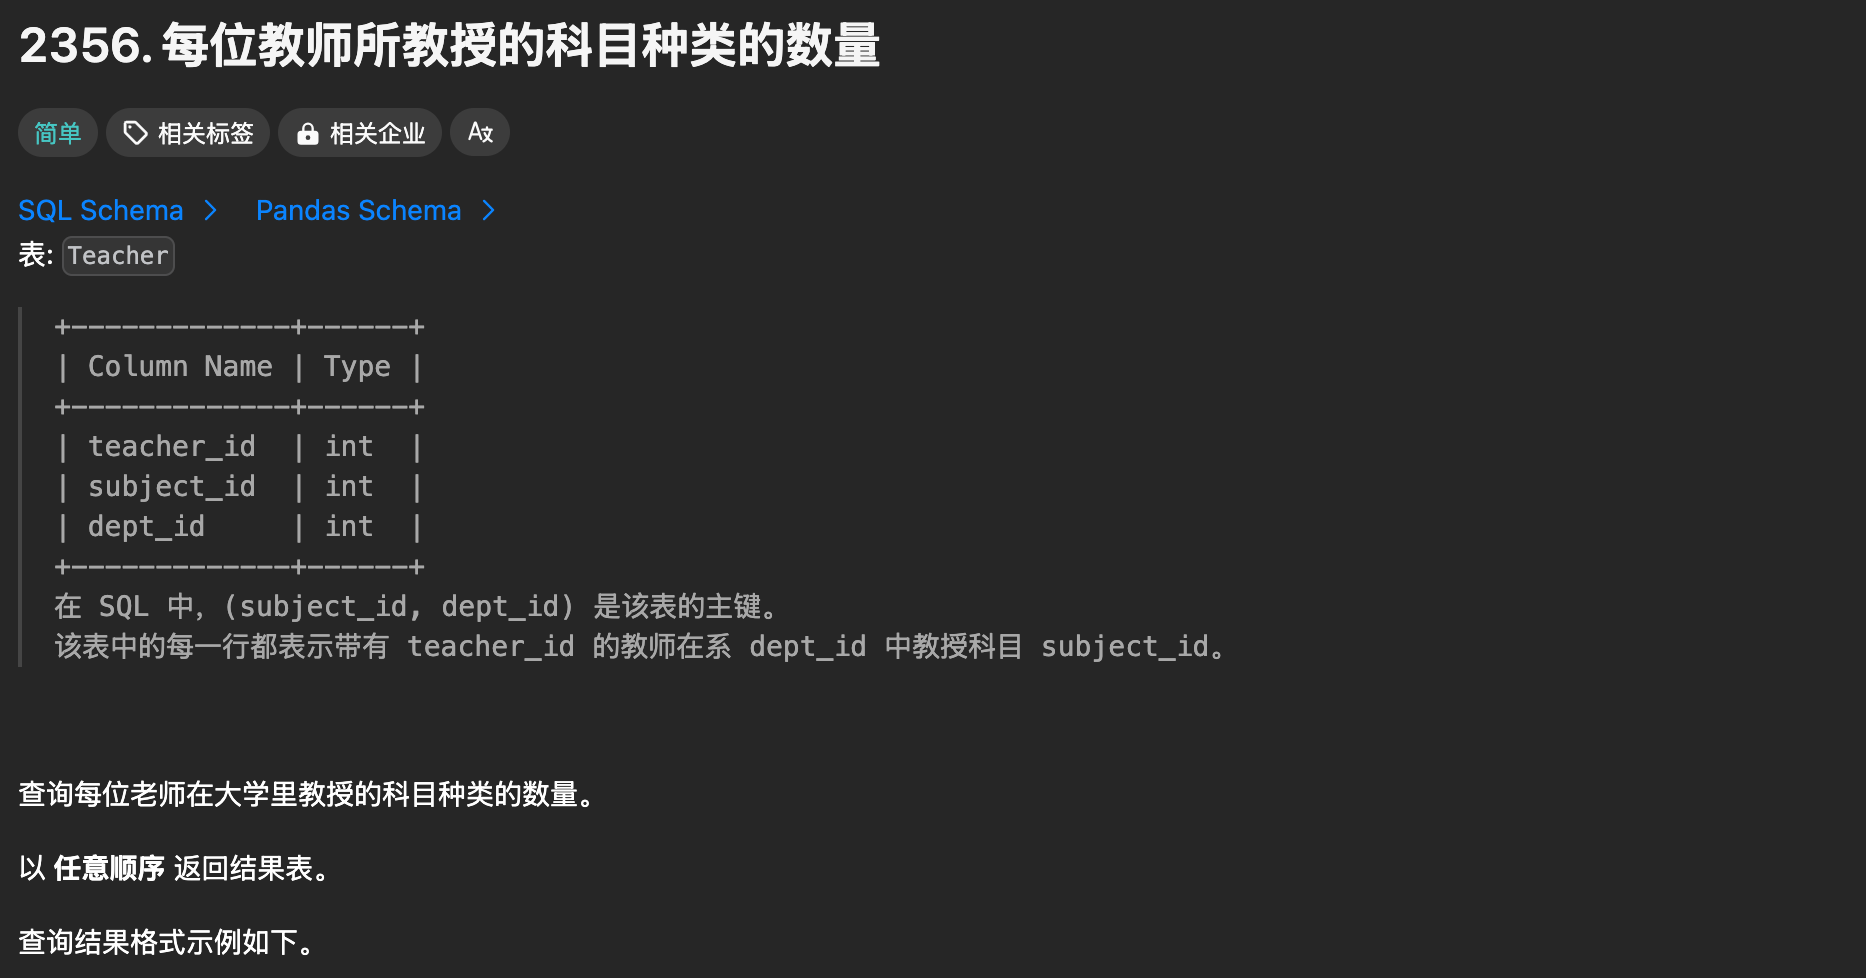 2356. 每位教师所教授的科目种类的数量
简单 相关标签 相关企业
SQL Schema Pandas Schema
表: Teacher
+-------------+------+
| Column Name | Type |
+-------------+------+
| teacher_id  | int  |
| subject_id  | int  |
| dept_id     | int  |
+-------------+------+
在 SQL 中，(subject_id, dept_id) 是该表的主键。
该表中的每一行都表示带有 teacher_id 的教师在系 dept_id 中教授科目 subject_id。
查询每位老师在大学里教授的科目种类的数量。
以 任意顺序 返回结果表。
查询结果格式示例如下。